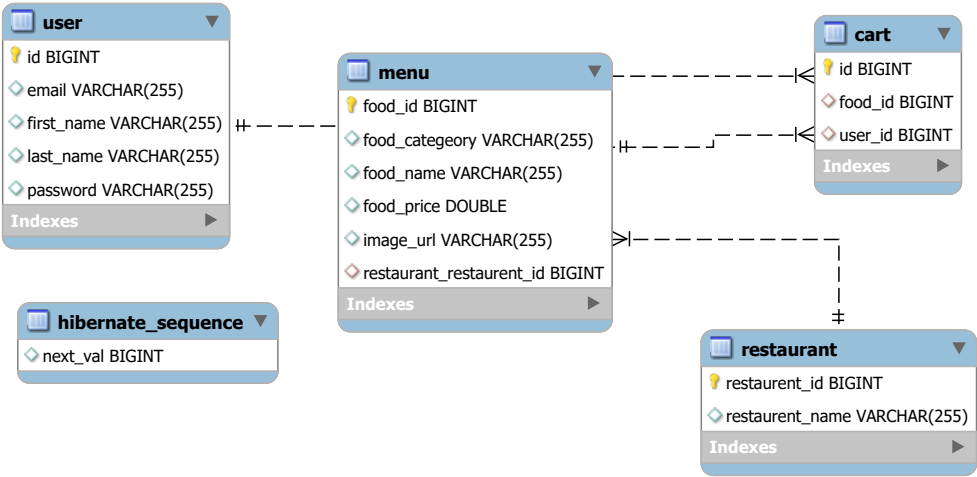 user
id BIGINT
email VARCHAR(255)
first_name VARCHAR(255)
last_name VARCHAR(255)
password VARCHAR(255)
Indexes
menu
food_id BIGINT
food_categeory VARCHAR(255)
food_name VARCHAR(255)
food_price DOUBLE
image_url VARCHAR(255)
restaurant_restaurent_id BIGINT
Indexes
cart
id BIGINT
food_id BIGINT
user_id BIGINT
Indexes
hibernate_sequence
next_val BIGINT
restaurant
restaurent_id BIGINT
restaurent_name VARCHAR(255)
Indexes